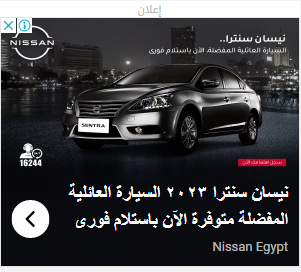 إعلان
NISSAN
نيسان سنترا..
السيارة العائلية المفضلة. الآن باستلام فوري
SENTRA
16244
سجل اهتمامك الآن
نيسان سنترا ٢٠٢٣ السيارة العائلية
المفضلة متوفرة الآن باستلام فورى
Nissan Egypt